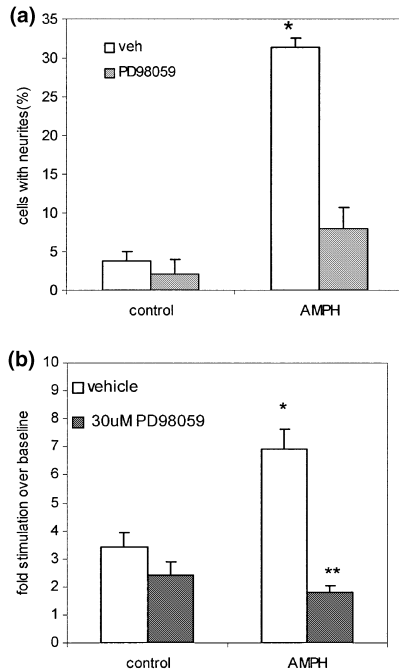 (a)
35
30
25
20
15
10
5
0
cells with neurites(%)
veh
PD98059
*
control
AMPH
(b)
10
9
8
7
6
5
4
3
2
1
0
fold stimulation over baseline
vehicle
30uM PD98059
*
**
control
AMPH